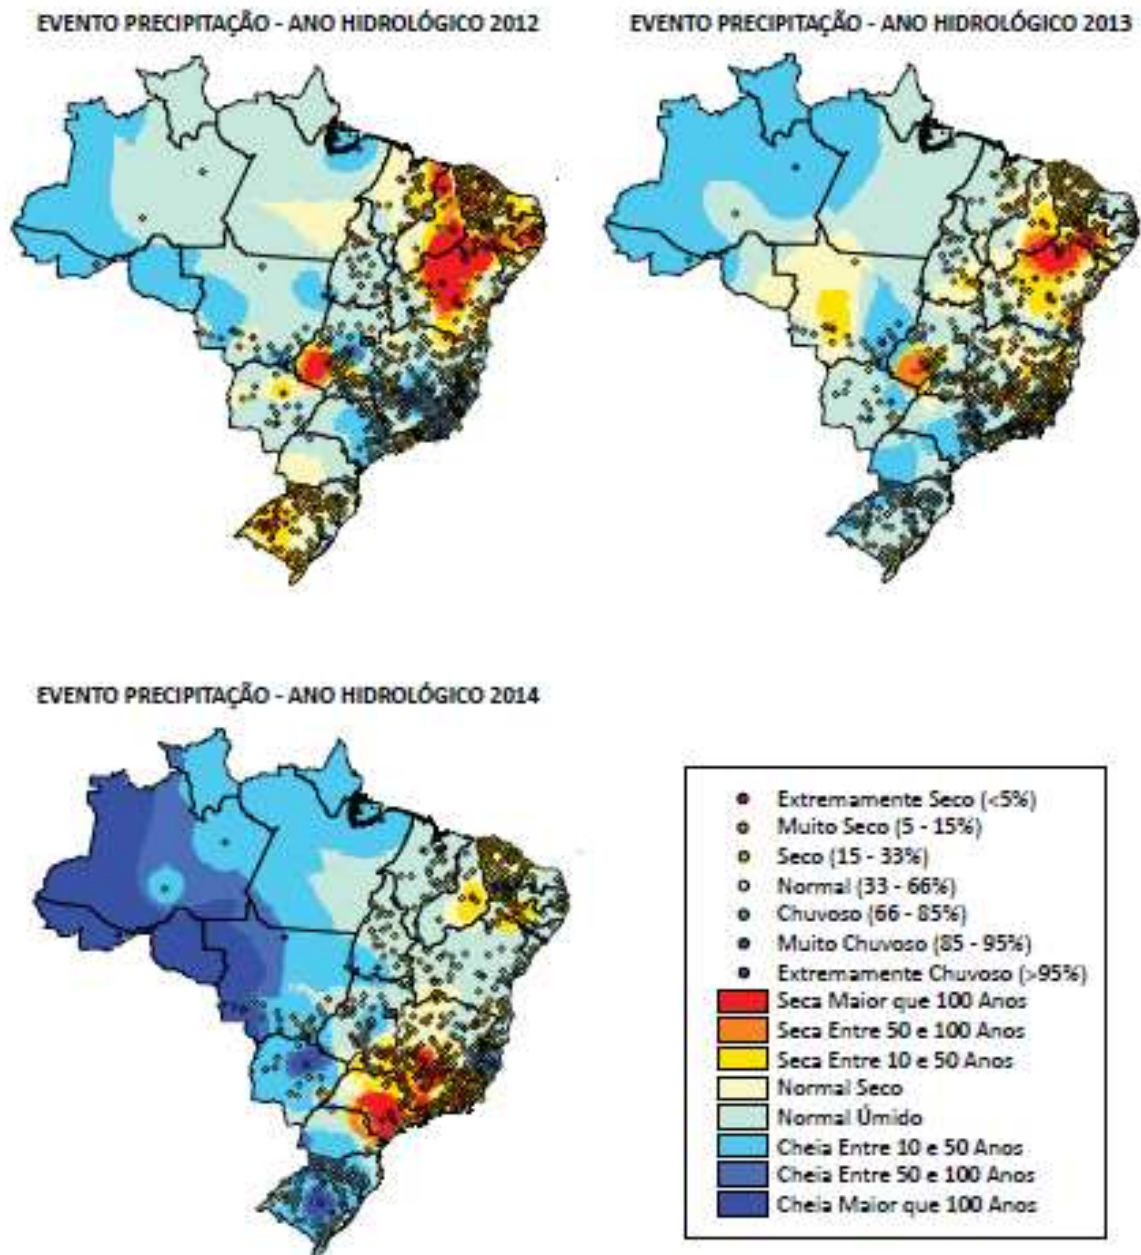 EVENTO PRECIPITAÇÃO - ANO HIDROLÓGICO 2012
EVENTO PRECIPITAÇÃO - ANO HIDROLÓGICO 2013
EVENTO PRECIPITAÇÃO - ANO HIDROLÓGICO 2014
Extremamente Seco (<5%)
Muito Seco (5 - 15%)
Seco (15 - 33%)
Normal (33 - 66%)
Chuvoso (66 - 85%)
Muito Chuvoso (85 - 95%)
Extremamente Chuvoso (>95%)
Seca Maior que 100 Anos
Seca Entre 50 e 100 Anos
Seca Entre 10 e 50 Anos
Normal Seco
Normal Úmido
Cheia Entre 10 e 50 Anos
Cheia Entre 50 e 100 Anos
Cheia Maior que 100 Anos